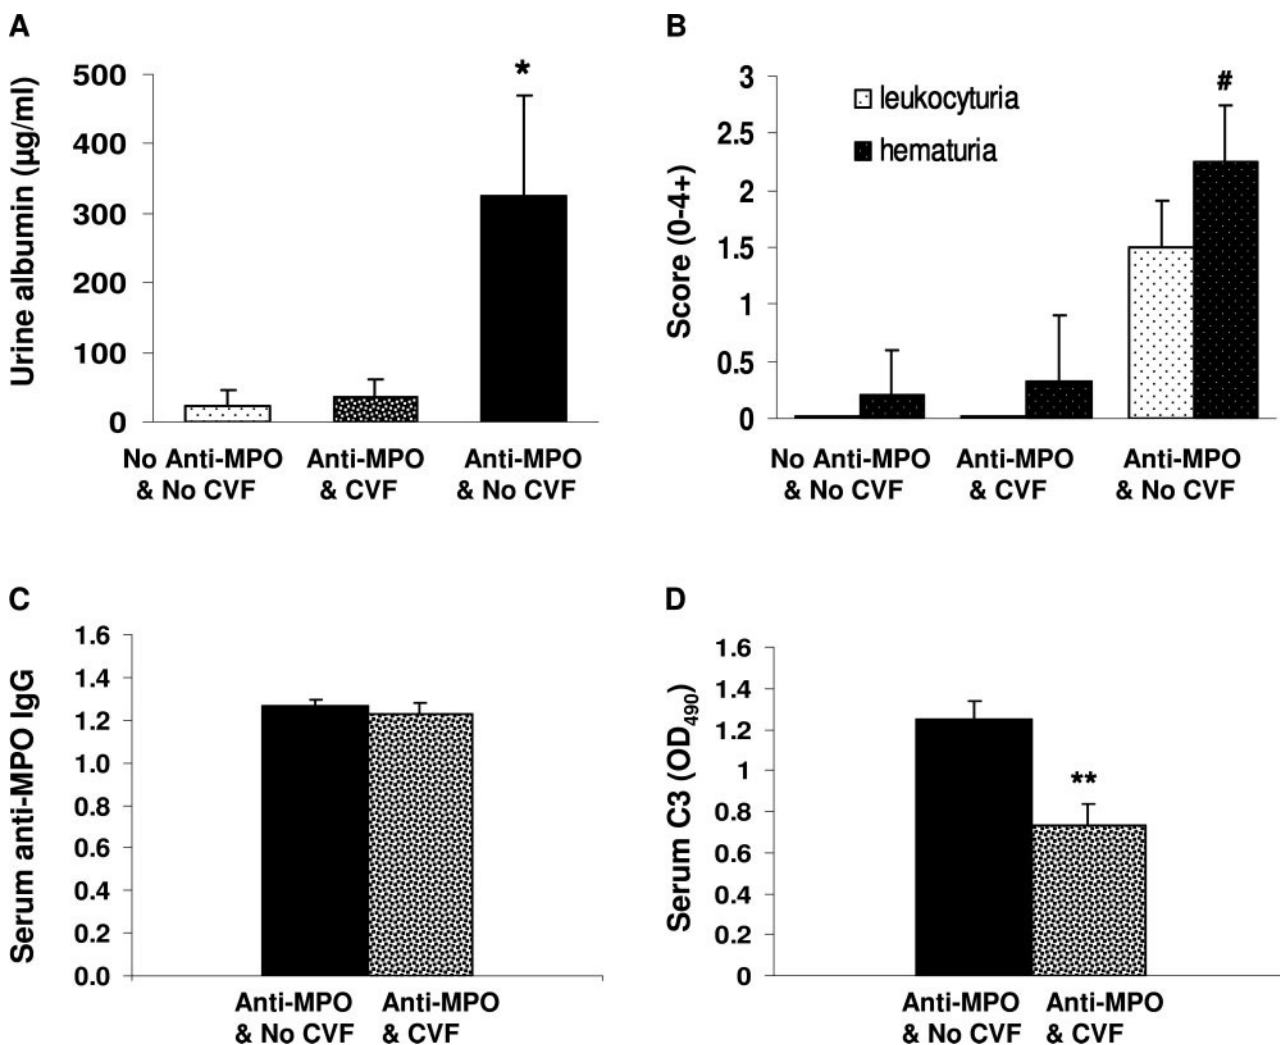 A
Urine albumin (µg/ml)
500
400
300
200
100
0
*
No Anti-MPO
& No CVF
Anti-MPO
& CVF
Anti-MPO
& No CVF
B
Score (0-4+)
3
2.5
2
1.5
1
0.5
0
leukocyturia
hematuria
#
No Anti-MPO
& No CVF
Anti-MPO
& CVF
Anti-MPO
& No CVF
C
Serum anti-MPO IgG
1.6
1.4
1.2
1.0
0.8
0.6
0.4
0.2
0.0
Anti-MPO
& No CVF
Anti-MPO
& CVF
D
Serum C3 (OD490)
1.6
1.4
1.2
1
0.8
0.6
0.4
0.2
0
**
Anti-MPO
& No CVF
Anti-MPO
& CVF